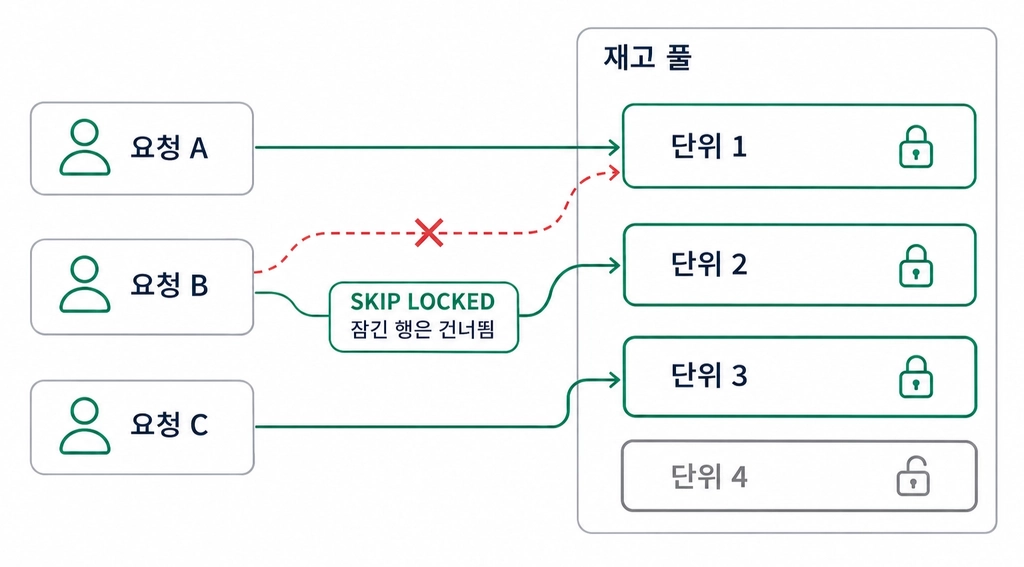 재고 풀
요청 A
단위 1
요청 B
단위 2
SKIP LOCKED
잠긴 행은 건너뜀
단위 3
요청 C
단위 4